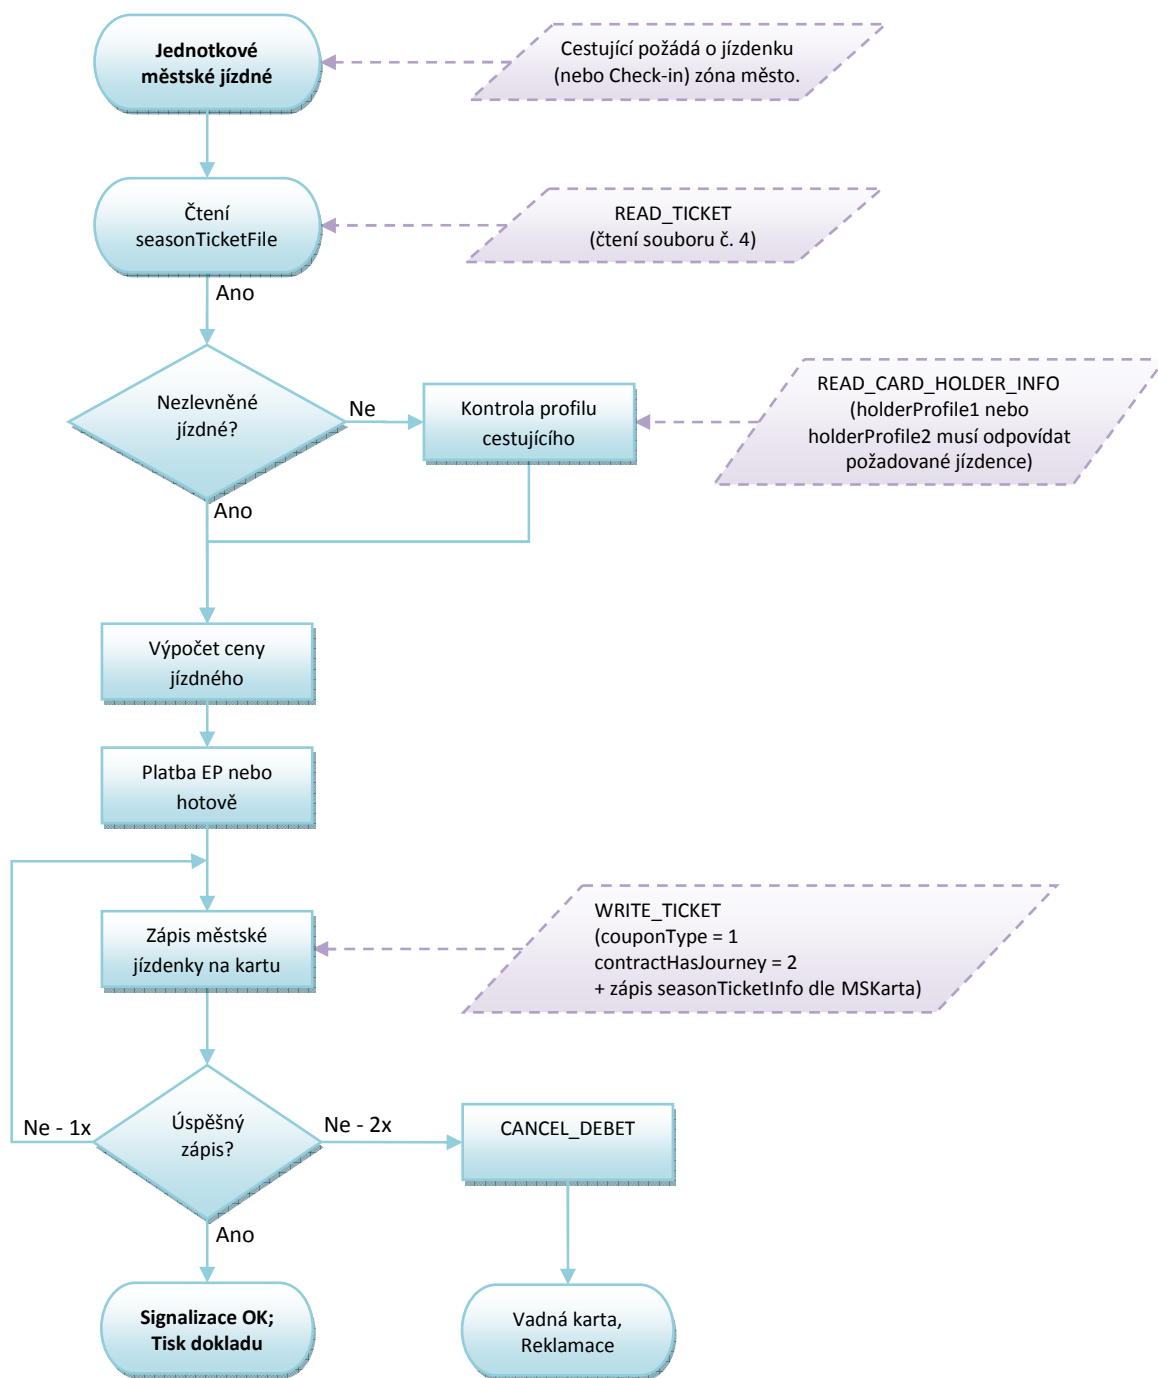 Jednotkové
městské jízdné
Cestující požádá o jízdenku
(nebo Check-in) zóna město.
Čtení
seasonTicketFile
READ_TICKET
(čtení souboru č. 4)
Ano
Nezlevněné
jízdné?
Ne
Kontrola profilu
cestujícího
READ_CARD_HOLDER_INFO
(holderProfile1 nebo
holderProfile2 musí odpovídat
požadované jízdence)
Ano
Výpočet ceny
jízdného
Platba EP nebo
hotově
Zápis městské
jízdenky na kartu
WRITE_TICKET
(couponType = 1
contractHasJourney = 2
+ zápis seasonTicketInfo dle MSKarta)
Ne - 1x
Úspěšný
zápis?
Ne - 2x
CANCEL_DEBET
Ano
Signalizace OK;
Tisk dokladu
Vadná karta,
Reklamace